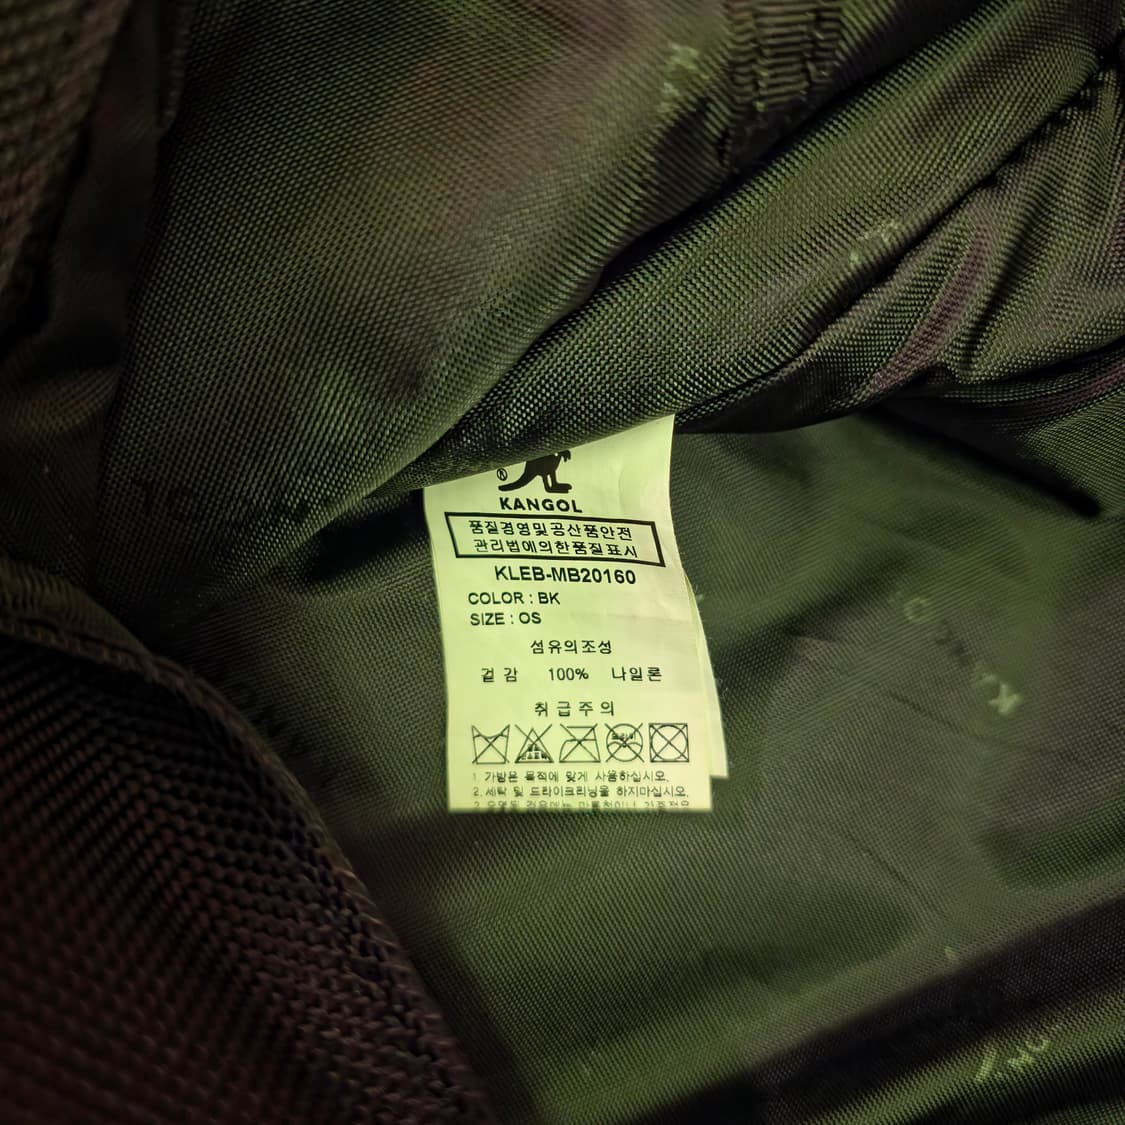 ®
KANGOL
품질경영및공산품안전
관리법에의한품질표시
KLEB-MB20160
COLOR : BK
SIZE : OS
섬유의조성
겉감 100% 나일론
취급주의
1. 가방은 목적에 맞게 사용하십시오.
2. 세탁 및 드라이크리닝을 하지마십시오.